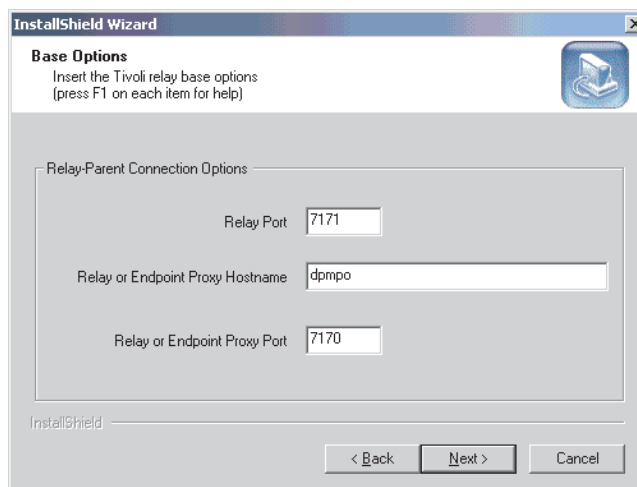 InstallShield Wizard
Base Options
Insert the Tivoli relay base options
(press F1 on each item for help)
Relay-Parent Connection Options
Relay Port 7171
Relay or Endpoint Proxy Hostname dpmpo
Relay or Endpoint Proxy Port 7170
InstallShield
< Back Next > Cancel